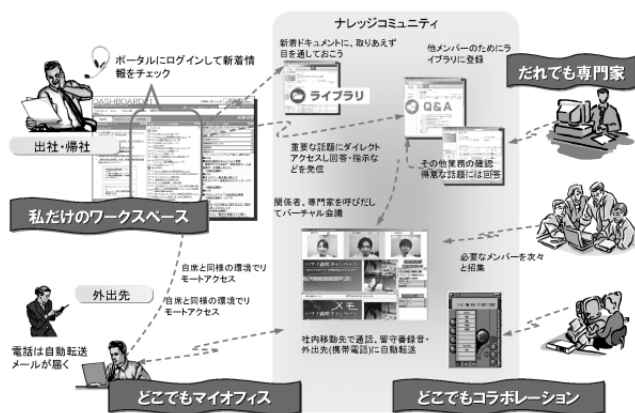 ナレッジコミュニティ
ポータルにログインして新着情
報をチェック
新着ドキュメントに、取りあえず
目を通しておこう
他メンバーのためにラ
イブラリに登録
だれでも専門家
DASHBOARD
ライブラリ
Q&A
出社・帰社
重要な話題にダイレクト
アクセスし回答・指示な
どを発信
その他業務の確認
得意な話題には回答
私だけのワークスペース
関係者、専門家を呼びだし
てバーチャル会議
自席と同様の環境でリ
モートアクセス
必要なメンバーを次々
と招集
外出先
自席と同様の環境でリ
モートアクセス
メモ
電話は自動転送
メールが届く
社内移動先で通話、留守番録音・
外出先(携帯電話)に自動転送
どこでもマイオフィス
どこでもコラボレーション